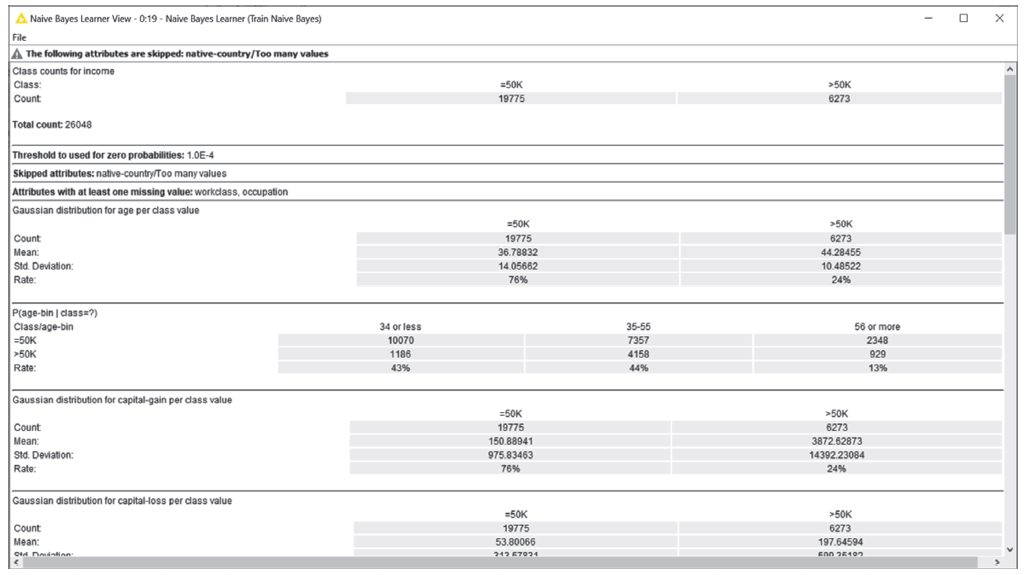 Naive Bayes Learner View - 0:19 - Naive Bayes Learner (Train Naive Bayes)
File
The following attributes are skipped: native-country/Too many values
Class counts for income
Class: =50K >50K
Count: 19775 6273
Total count: 26048
Threshold to used for zero probabilities: 1.0E-4
Skipped attributes: native-country/Too many values
Attributes with at least one missing value: workclass, occupation
Gaussian distribution for age per class value
=50K >50K
Count: 19775 6273
Mean: 36.78832 44.28455
Std. Deviation: 14.05662 10.48522
Rate: 76% 24%
P(age-bin | class=?)
Class/age-bin 34 or less 35-55 56 or more
=50K 10070 7357 2348
>50K 1186 4158 929
Rate: 43% 44% 13%
Gaussian distribution for capital-gain per class value
=50K >50K
Count: 19775 6273
Mean: 150.88941 3872.62873
Std. Deviation: 975.83463 14392.23084
Rate: 76% 24%
Gaussian distribution for capital-loss per class value
=50K >50K
Count: 19775 6273
Mean: 53.80066 197.64594
Std. Deviation: